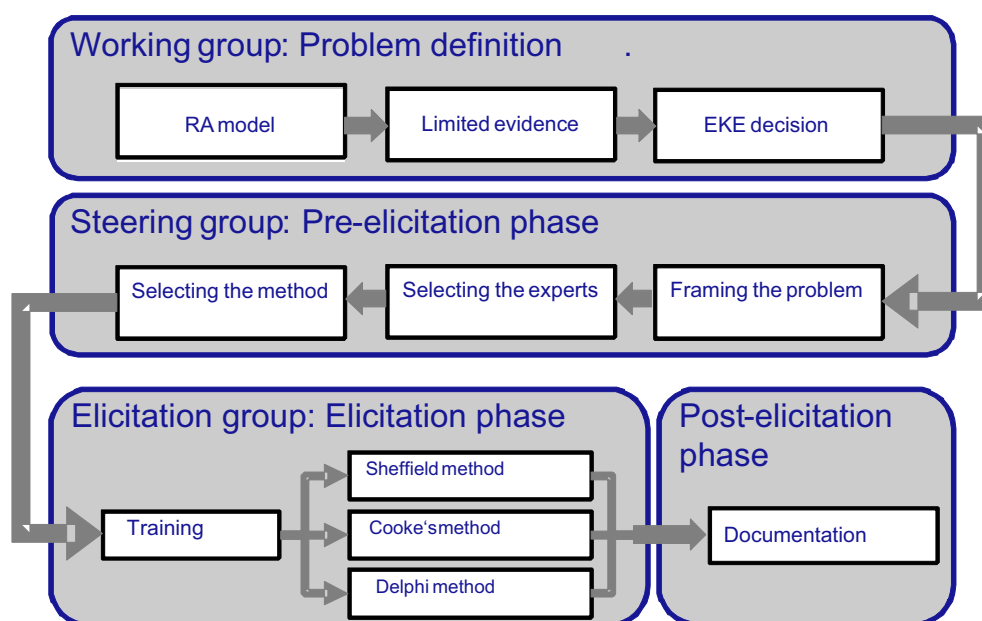 Working group: Problem definition .
RA model
Limited evidence
EKE decision
Steering group: Pre-elicitation phase
Selecting the method
Selecting the experts
Framing the problem
Elicitation group: Elicitation phase
Post-elicitation
phase
Sheffield method
Training
Cooke‘s method
Documentation
Delphi method